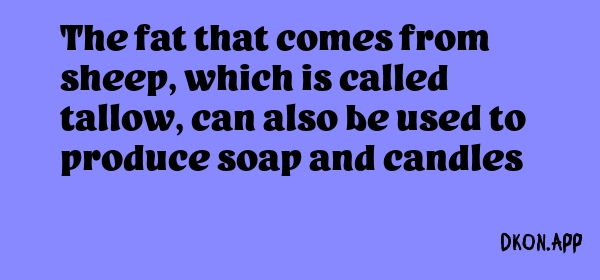 The fat that comes from
sheep, which is called
tallow, can also be used to
produce soap and candles
DKON.APP